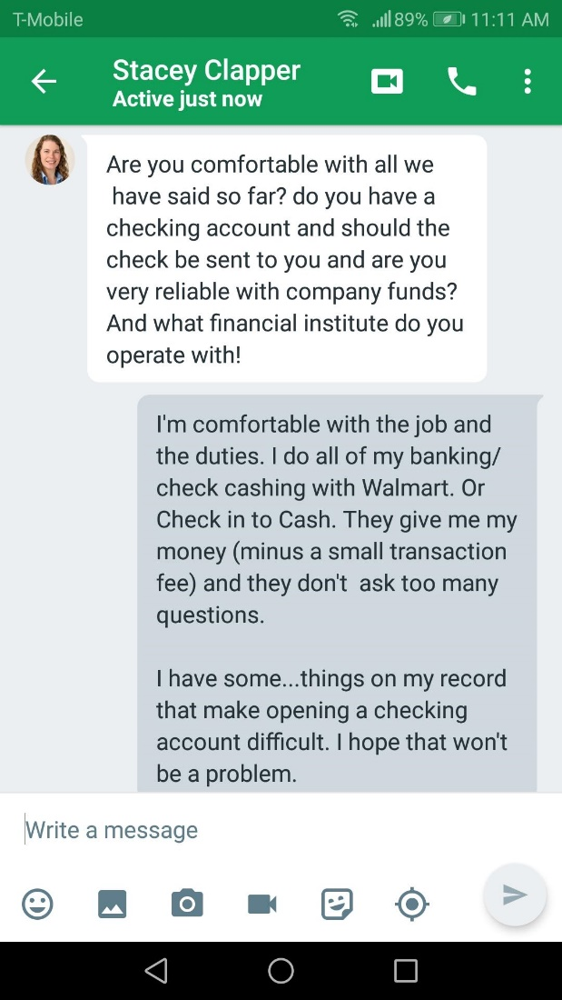 T-Mobile 89% 11:11 AM
Stacey Clapper
Active just now
Are you comfortable with all we
have said so far? do you have a
checking account and should the
check be sent to you and are you
very reliable with company funds?
And what financial institute do you
operate with!
I'm comfortable with the job and
the duties. I do all of my banking/
check cashing with Walmart. Or
Check in to Cash. They give me my
money (minus a small transaction
fee) and they don't  ask too many
questions.
I have some...things on my record
that make opening a checking
account difficult. I hope that won't
be a problem.
Write a message